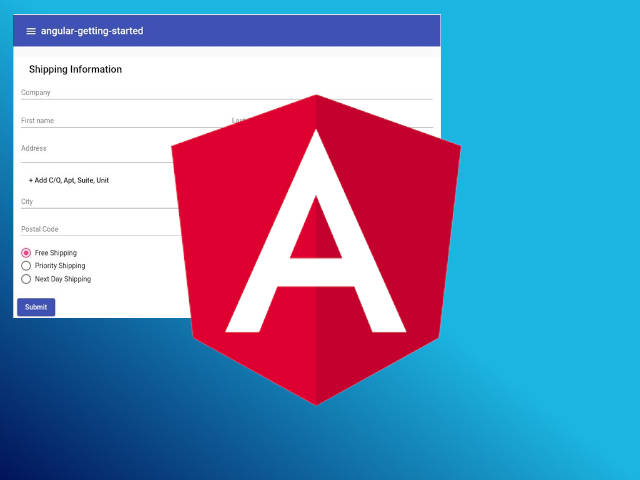 angular-getting-started
Shipping Information
Company
First name
Address
+ Add C/O, Apt, Suite, Unit
City
Postal Code
Free Shipping
Priority Shipping
Next Day Shipping
Submit
A